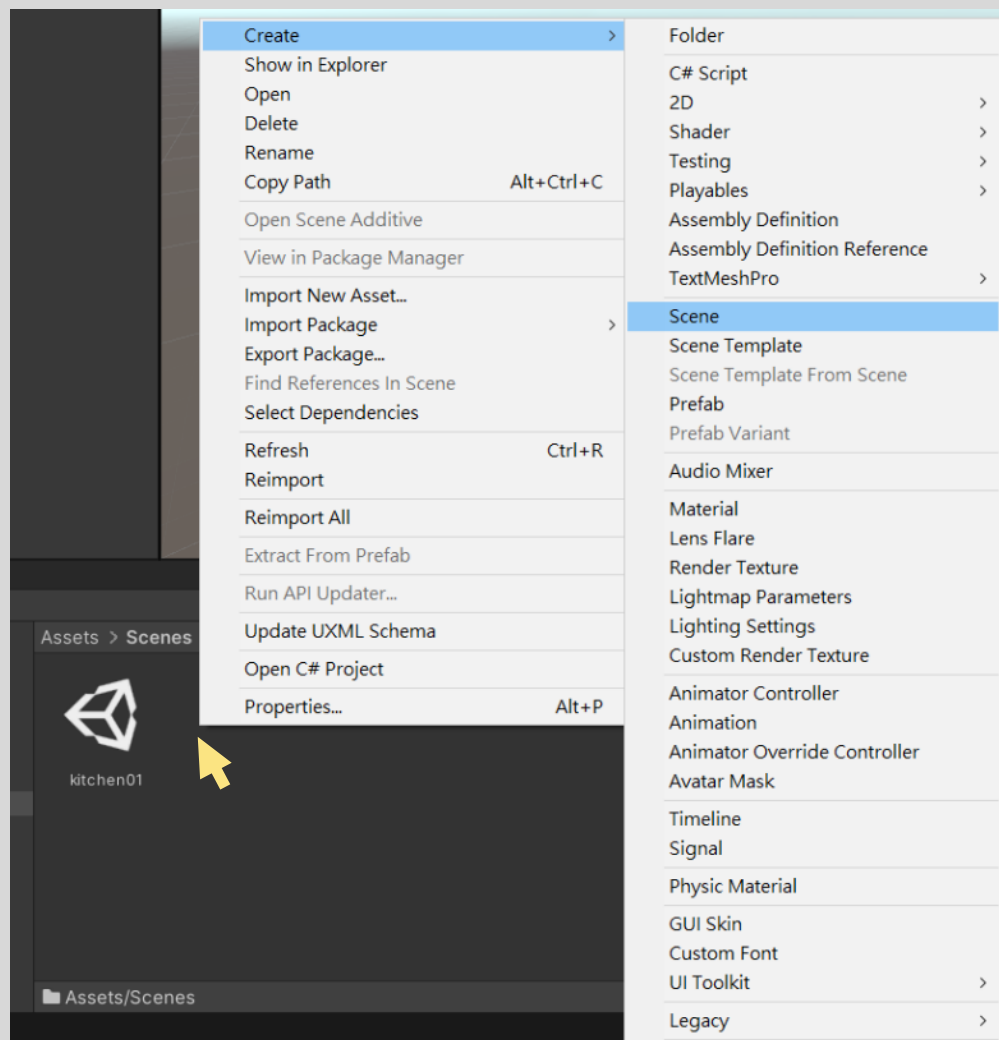 Create
Show in Explorer
Open
Delete
Rename
Copy Path Alt+Ctrl+C
Open Scene Additive
View in Package Manager
Import New Asset...
Import Package
Export Package...
Find References In Scene
Select Dependencies
Refresh Ctrl+R
Reimport
Reimport All
Extract From Prefab
Run API Updater...
Update UXML Schema
Open C# Project
Properties... Alt+P
Folder
C# Script
2D
Shader
Testing
Playables
Assembly Definition
Assembly Definition Reference
TextMeshPro
Scene
Scene Template
Scene Template From Scene
Prefab
Prefab Variant
Audio Mixer
Material
Lens Flare
Render Texture
Lightmap Parameters
Lighting Settings
Custom Render Texture
Animator Controller
Animation
Animator Override Controller
Avatar Mask
Timeline
Signal
Physic Material
GUI Skin
Custom Font
UI Toolkit
Legacy
Assets > Scenes
kitchen01
Assets/Scenes